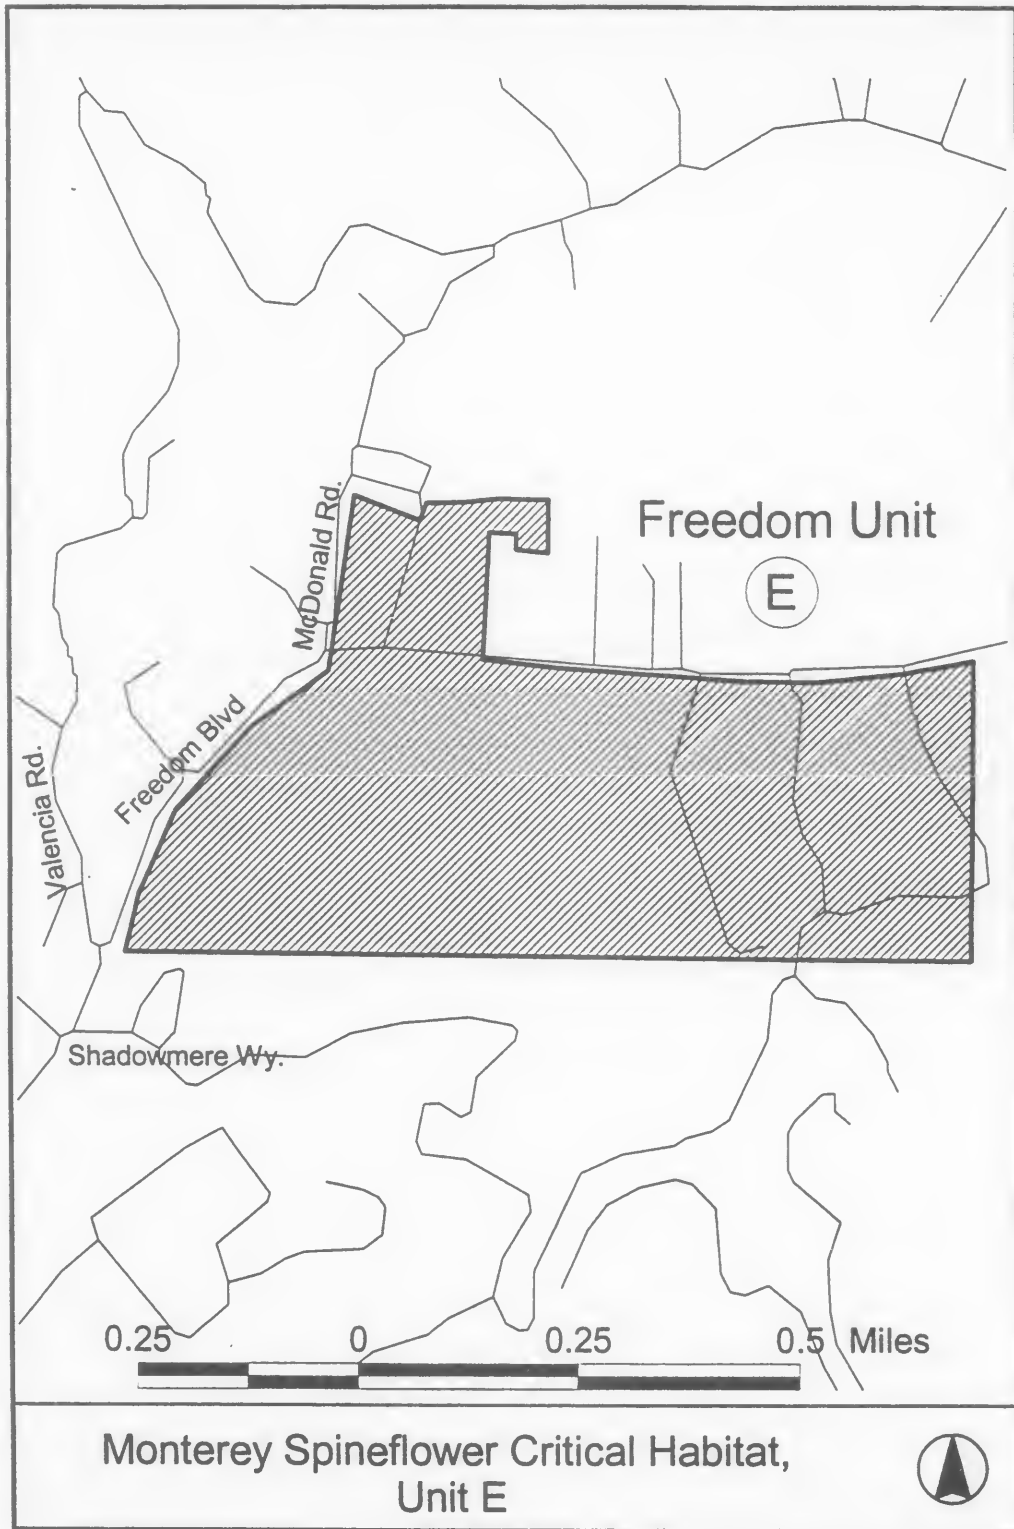 McDonald Rd.
Freedom Unit
E
Freedom Blvd
Valencia Rd.
Shadowmere Wy.
0.25 0 0.25 0.5 Miles
Monterey Spineflower Critical Habitat,
Unit E